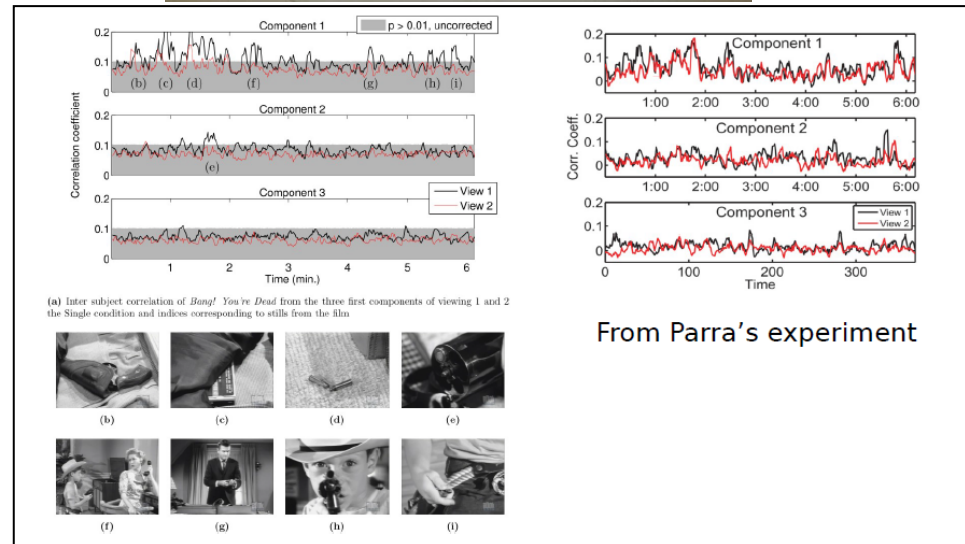 Component 1
p > 0.01, uncorrected
0.2
0.1
0
(b) (c) (d) (f) (g) (h) (i)
Component 2
0.2
0.1
0
(e)
Correlation coefficient
Component 3
View 1
View 2
0.2
0.1
0
1 2 3 4 5 6
Time (min.)
(a) Inter subject correlation of Bang! You're Dead from the three first components of viewing 1 and 2
the Single condition and indices corresponding to stills from the film
(b) (c) (d) (e)
(f) (g) (h) (i)
Component 1
0.2
0.1
0
1:00 2:00 3:00 4:00 5:00 6:00
Component 2
0.2
0.1
0
Corr. Coeff.
1:00 2:00 3:00 4:00 5:00 6:00
Component 3
View 1
View 2
0.2
0.1
0
0 100 200 300
Time
From Parra's experiment